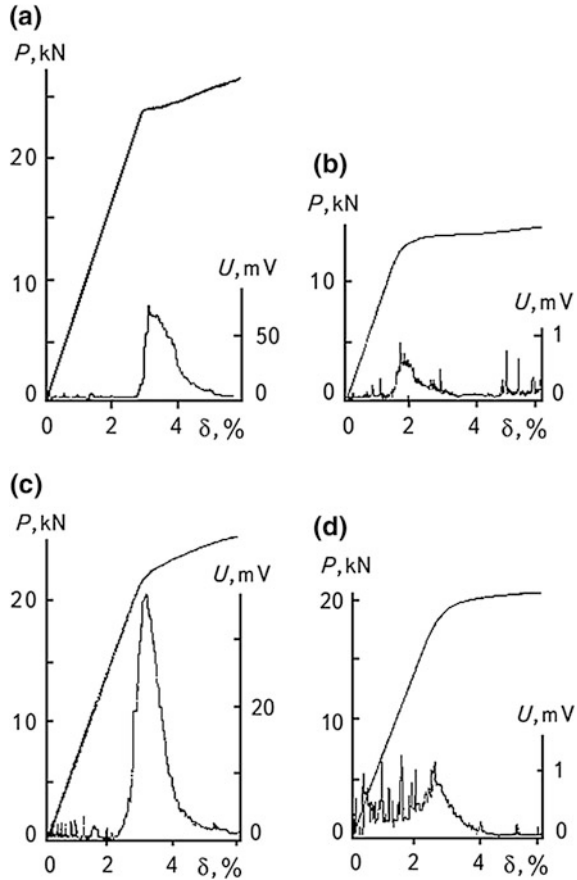 (a)
P, kN
20
10
0
U, mV
50
0
0 2 4 δ, %
(b)
P, kN
10
0
U, mV
1
0
0 2 4 δ, %
(c)
P, kN
20
10
0
U, mV
20
0
0 2 4 δ, %
(d)
P, kN
20
10
0
U, mV
1
0
0 2 4 δ, %